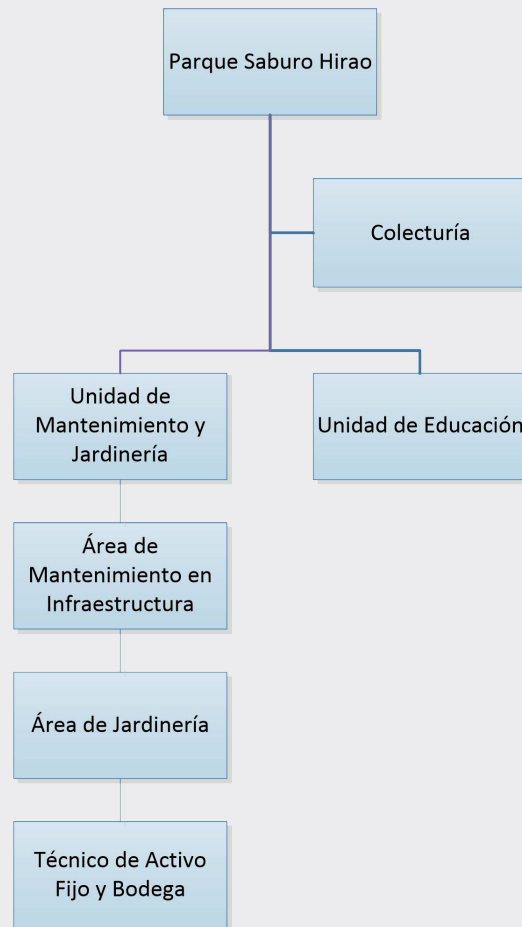 Parque Saburo Hirao
Colecturía
Unidad de
Mantenimiento y
Jardinería
Unidad de Educación
Área de
Mantenimiento en
Infraestructura
Área de Jardinería
Técnico de Activo
Fijo y Bodega